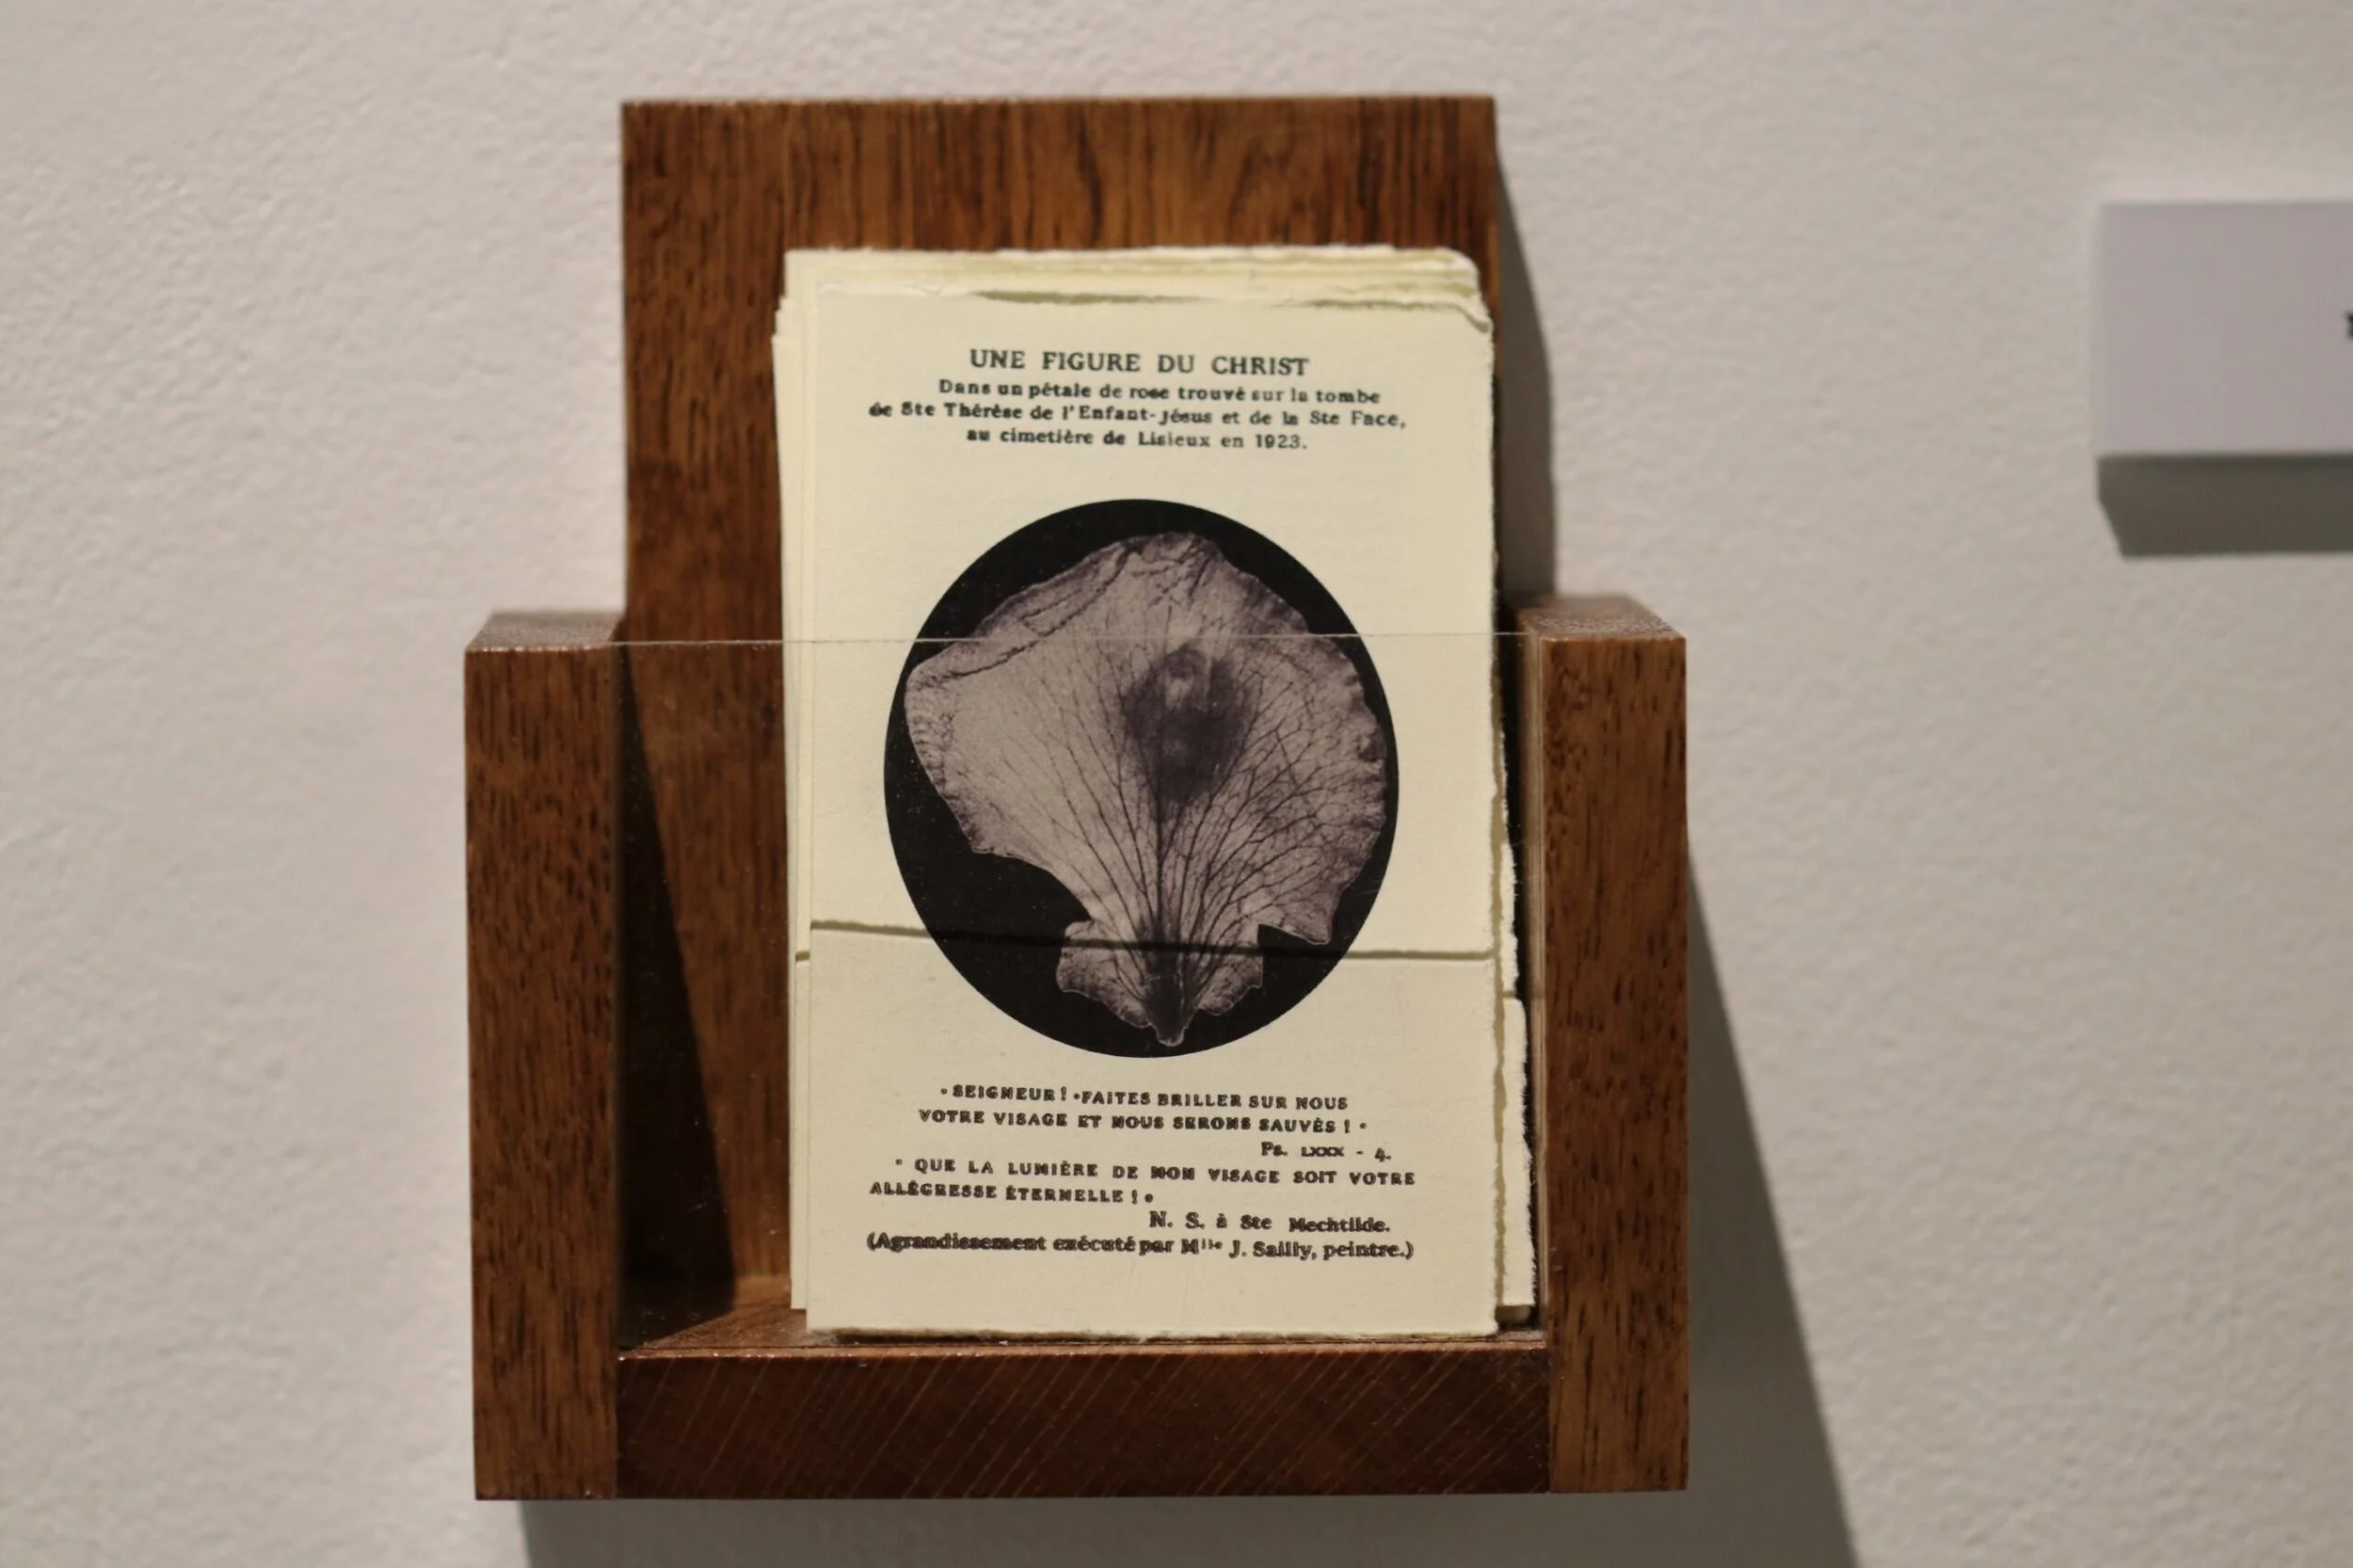 UNE FIGURE DU CHRIST
Dans un pétale de rose trouvé sur la tombe
de Ste Thérèse de l'Enfant-Jésus et de la Ste Face,
au cimetière de Lisieux en 1923.
« SEIGNEUR ! FAITES BRILLER SUR NOUS
VOTRE VISAGE ET NOUS SERONS SAUVÉS ! »
Ps. LXXX - 4.
« QUE LA LUMIÈRE DE MON VISAGE SOIT VOTRE
ALLÉGRESSE ÉTERNELLE ! »
N. S. à Ste Mechtilde.
(Agrandissement exécuté par Mlle J. Sailly, peintre.)